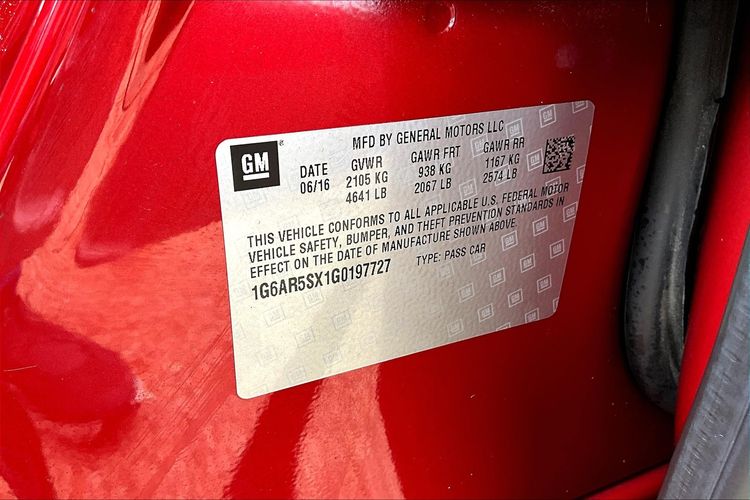 GM
MFD BY GENERAL MOTORS LLC
DATE GVWR GAWR FRT GAWR RR
06/16 2105 KG 938 KG 1167 KG
4641 LB 2067 LB 2574 LB
THIS VEHICLE CONFORMS TO ALL APPLICABLE U.S. FEDERAL MOTOR
VEHICLE SAFETY, BUMPER, AND THEFT PREVENTION STANDARDS IN
EFFECT ON THE DATE OF MANUFACTURE SHOWN ABOVE.
1G6AR5SX1G0197727 TYPE: PASS CAR